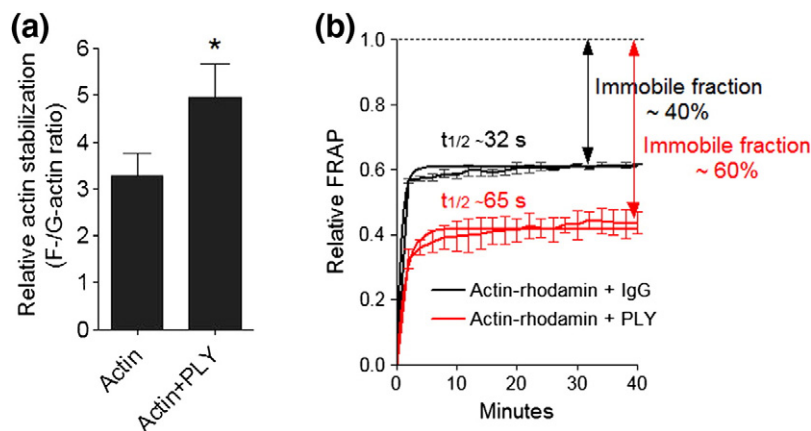 (a)
*
Relative actin stabilization
(F-/G-actin ratio)
6
5
4
3
2
1
0
Actin
Actin+PLY
(b)
Relative FRAP
1.0
0.8
0.6
0.4
0.2
0.0
Immobile fraction
~ 40%
t1/2 ~32 s
Immobile fraction
~ 60%
t1/2 ~65 s
Actin-rhodamin + IgG
Actin-rhodamin + PLY
0 10 20 30 40
Minutes